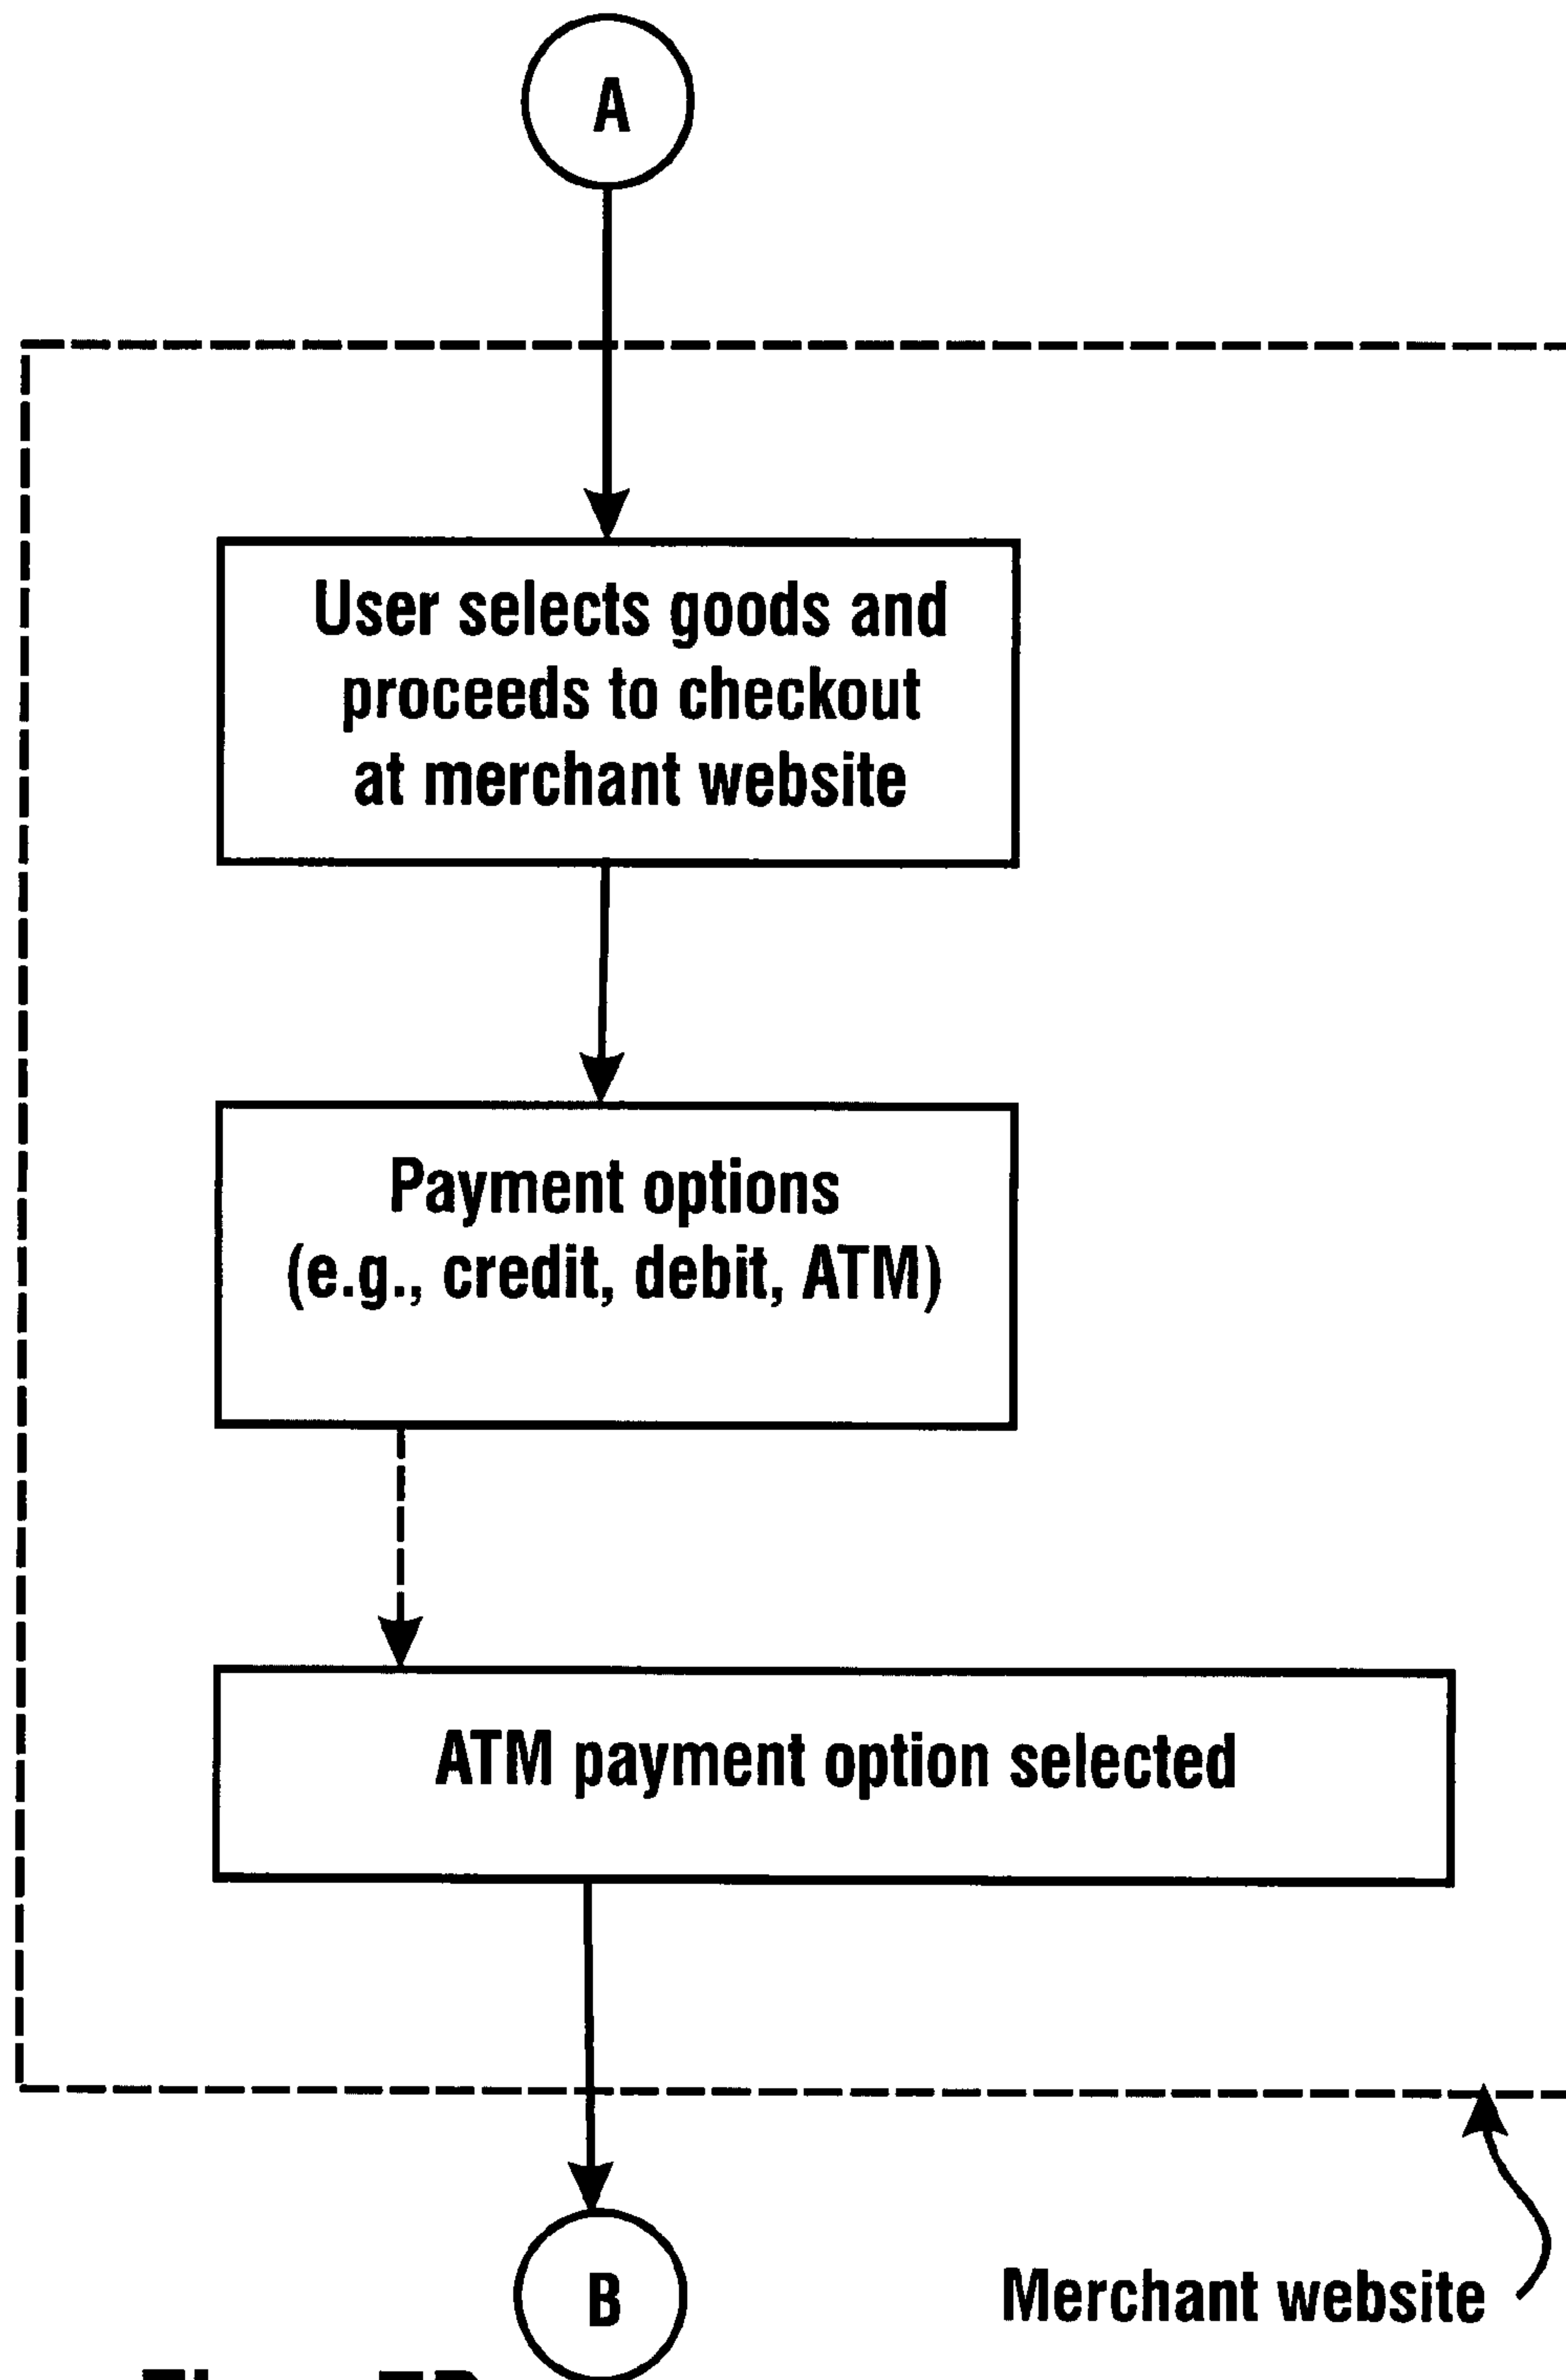 A
User selects goods and
proceeds to checkout
at merchant website
Payment options
(e.g., credit, debit, ATM)
ATM payment option selected
B
Merchant website